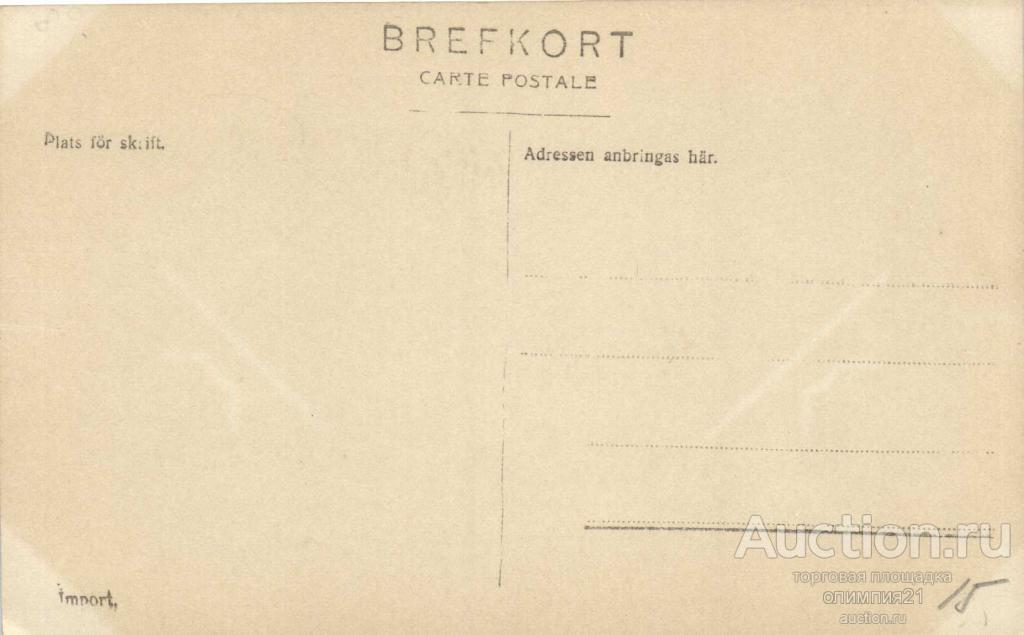 BREFKORT
CARTE POSTALE
Plats för skrift.
Adressen anbringas här.
Import,
15
Auction.ru
торговая площадка
олимпия21
auction.ru